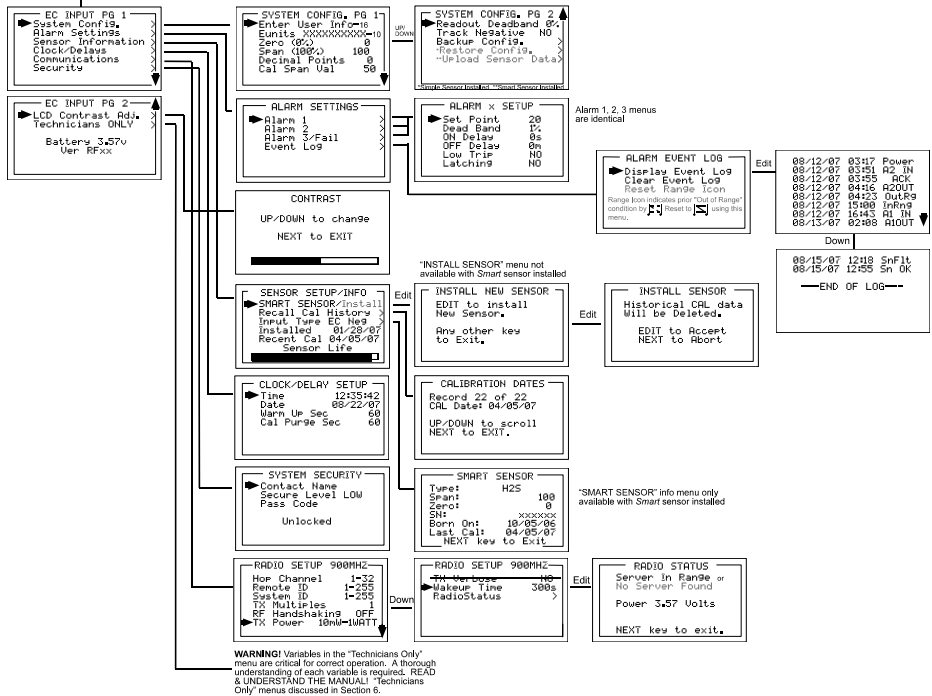 EC INPUT PG 1
System Config. >
Alarm Settings >
Sensor Information >
Clock/Delays >
Communications >
Security >
EC INPUT PG 2
LCD Contrast Adj. >
Technicians ONLY >
Battery 3.57v
Ver RFxx
SYSTEM CONFIG. PG 1
Enter User Info-16
Eunits XXXXXXXXXX-10
Zero (0%) 0
Span (100%) 100
Decimal Points 0
Cal Span Val 50
UP/
DOWN
SYSTEM CONFIG. PG 2
Readout Deadband 0%
Track Negative NO
Backup Config. >
*Restore Config. >
**Upload Sensor Data>
*Simple Sensor Installed **Smart Sensor Installed
ALARM SETTINGS
Alarm 1 >
Alarm 2 >
Alarm 3/Fail >
Event Log >
ALARM x SETUP
Set Point 20
Dead Band 1%
ON Delay 0s
OFF Delay 0m
Low Trip NO
Latching NO
Alarm 1, 2, 3 menus
are identical
ALARM EVENT LOG
Display Event Log
Clear Event Log
Reset Range Icon
Range Icon indicates prior "Out of Range"
condition by Reset to using this
menu.
Edit
08/12/07 03:17 Power
08/12/07 03:51 A2 IN
08/12/07 03:55 ACK
08/12/07 04:16 A2OUT
08/12/07 04:23 OutRg
08/12/07 15:00 InRng
08/12/07 16:43 A1 IN
08/13/07 02:08 A1OUT
Down
08/15/07 12:18 SnFlt
08/15/07 12:55 Sn OK
——END OF LOG——
CONTRAST
UP/DOWN to change
NEXT to EXIT
SENSOR SETUP/INFO
SMART SENSOR/Install
Recall Cal History >
Input Type EC Neg >
Installed 01/28/07
Recent Cal 04/05/07
Sensor Life
Edit
"INSTALL SENSOR" menu not
available with Smart sensor installed
INSTALL NEW SENSOR
EDIT to install
New Sensor.
Any other key
to Exit.
Edit
INSTALL SENSOR
Historical CAL data
Will be Deleted.
EDIT to Accept
NEXT to Abort
CLOCK/DELAY SETUP
Time 12:35:42
Date 08/22/07
Warm Up Sec 60
Cal Purge Sec 60
CALIBRATION DATES
Record 22 of 22
CAL Date: 04/05/07
UP/DOWN to scroll
NEXT to EXIT.
SYSTEM SECURITY
Contact Name
Secure Level LOW
Pass Code
Unlocked
SMART SENSOR
Type: H2S
Span: 100
Zero: 0
SN: xxxxxx
Born On: 10/05/06
Last Cal: 04/05/07
NEXT key to Exit
"SMART SENSOR" info menu only
available with Smart sensor installed
RADIO SETUP 900MHZ
Hop Channel 1-32
Remote ID 1-255
System ID 1-255
TX Multiples 1
RF Handshaking OFF
TX Power 10mW-1WATT
Down
RADIO SETUP 900MHZ
TX Verbose NO
Wakeup Time 300s
RadioStatus >
Edit
RADIO STATUS
Server In Range or
No Server Found
Power 3.57 Volts
NEXT key to exit.
WARNING! Variables in the "Technicians Only"
menu are critical for correct operation. A thorough
understanding of each variable is required. READ
& UNDERSTAND THE MANUAL! "Technicians
Only" menus discussed in Section 6.